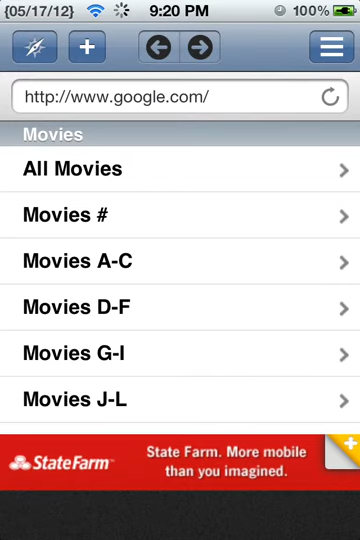 {05/17/12} 9:20 PM 100%
http://www.google.com/
Movies
All Movies
Movies #
Movies A-C
Movies D-F
Movies G-I
Movies J-L
StateFarm™
State Farm. More mobile
than you imagined.